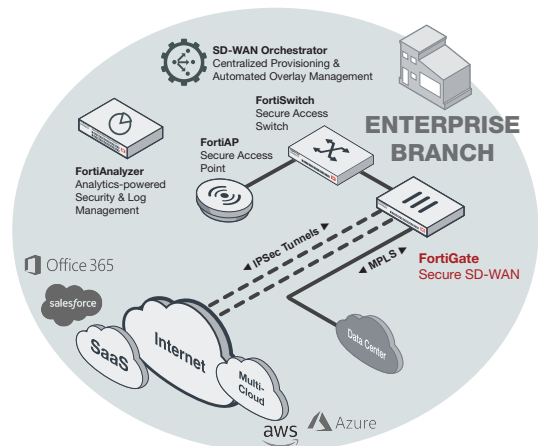 SD-WAN Orchestrator
Centralized Provisioning &
Automated Overlay Management
FortiSwitch
Secure Access
Switch
ENTERPRISE
BRANCH
FortiAP
Secure Access
Point
FortiAnalyzer
Analytics-powered
Security & Log
Management
IPSec Tunnels
MPLS
FortiGate
Secure SD-WAN
Office 365
salesforce
SaaS
Internet
Multi-
Cloud
Data Center
aws
Azure